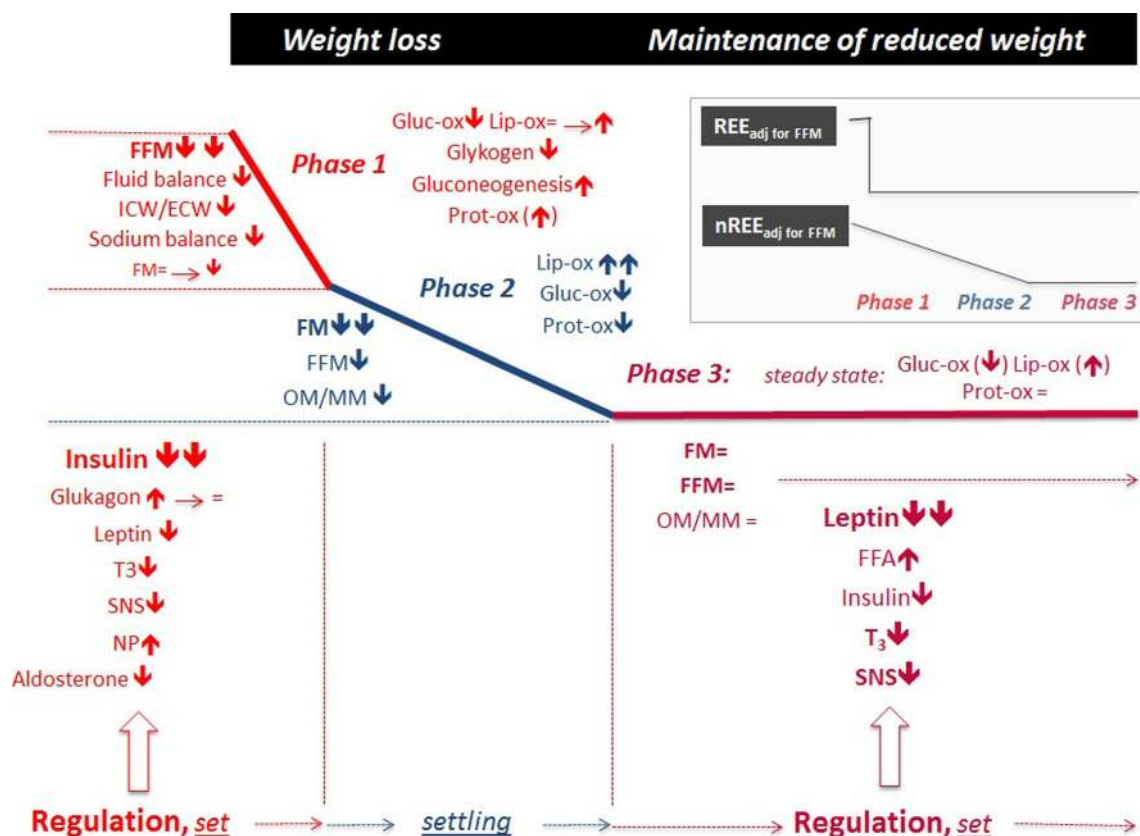 Weight loss
Maintenance of reduced weight
FFM ↓ ↓
Fluid balance ↓
ICW/ECW ↓
Sodium balance ↓
FM= → ↓
Phase 1
Gluc-ox ↓ Lip-ox= → ↑
Glykogen ↓
Gluconeogenesis ↑
Prot-ox (↑)
REE adj for FFM
nREE adj for FFM
Phase 1 Phase 2 Phase 3
Phase 2
Lip-ox ↑ ↑
Gluc-ox ↓
Prot-ox ↓
FM ↓ ↓
FFM ↓
OM/MM ↓
Phase 3: steady state: Gluc-ox (↓) Lip-ox (↑)
Prot-ox =
Insulin ↓ ↓
Glukagon ↑ → =
Leptin ↓
T3 ↓
SNS ↓
NP ↑
Aldosterone ↓
FM=
FFM=
OM/MM =
Leptin ↓ ↓
FFA ↑
Insulin ↓
T3 ↓
SNS ↓
Regulation, set
settling
Regulation, set